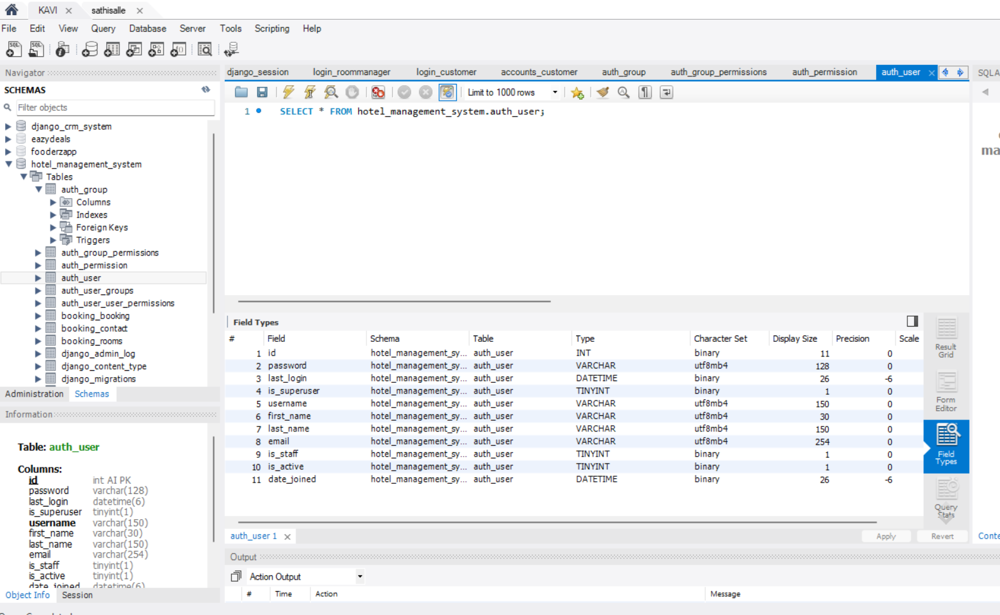 KAVI
sathisalle
File Edit View Query Database Server Tools Scripting Help
Navigator
SCHEMAS
Filter objects
django_crm_system
eazydeals
fooderzapp
hotel_management_system
Tables
auth_group
Columns
Indexes
Foreign Keys
Triggers
auth_group_permissions
auth_permission
auth_user
auth_user_groups
auth_user_user_permissions
booking_booking
booking_contact
booking_rooms
django_admin_log
django_content_type
django_migrations
Administration Schemas
Information
Table: auth_user
Columns:
id int AI PK
password varchar(128)
last_login datetime(6)
is_superuser tinyint(1)
username varchar(150)
first_name varchar(30)
last_name varchar(150)
email varchar(254)
is_staff tinyint(1)
is_active tinyint(1)
date_joined datetime(6)
Object Info Session
django_session login_roommanager login_customer accounts_customer auth_group auth_group_permissions auth_permission auth_user SQLA
Limit to 1000 rows
1 SELECT * FROM hotel_management_system.auth_user;
ma
Field Types
# Field Schema Table Type Character Set Display Size Precision Scale
1 id hotel_management_sy... auth_user INT binary 11 0
2 password hotel_management_sy... auth_user VARCHAR utf8mb4 128 0
3 last_login hotel_management_sy... auth_user DATETIME binary 26 -6
4 is_superuser hotel_management_sy... auth_user TINYINT binary 1 0
5 username hotel_management_sy... auth_user VARCHAR utf8mb4 150 0
6 first_name hotel_management_sy... auth_user VARCHAR utf8mb4 30 0
7 last_name hotel_management_sy... auth_user VARCHAR utf8mb4 150 0
8 email hotel_management_sy... auth_user VARCHAR utf8mb4 254 0
9 is_staff hotel_management_sy... auth_user TINYINT binary 1 0
10 is_active hotel_management_sy... auth_user TINYINT binary 1 0
11 date_joined hotel_management_sy... auth_user DATETIME binary 26 -6
Result
Grid
Form
Editor
Field
Types
Query
Stats
auth_user 1
Apply Revert Conte
Output
Action Output
# Time Action Message